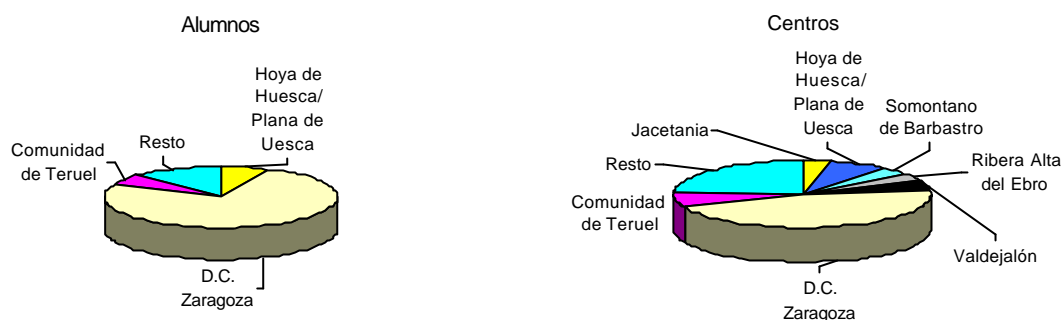 Alumnos
Hoya de
Huesca/
Plana de
Uesca
Resto
Comunidad
de Teruel
D.C.
Zaragoza
Centros
Hoya de
Huesca/
Plana de
Uesca
Somontano
de Barbastro
Jacetania
Ribera Alta
del Ebro
Resto
Comunidad
de Teruel
Valdejalón
D.C.
Zaragoza